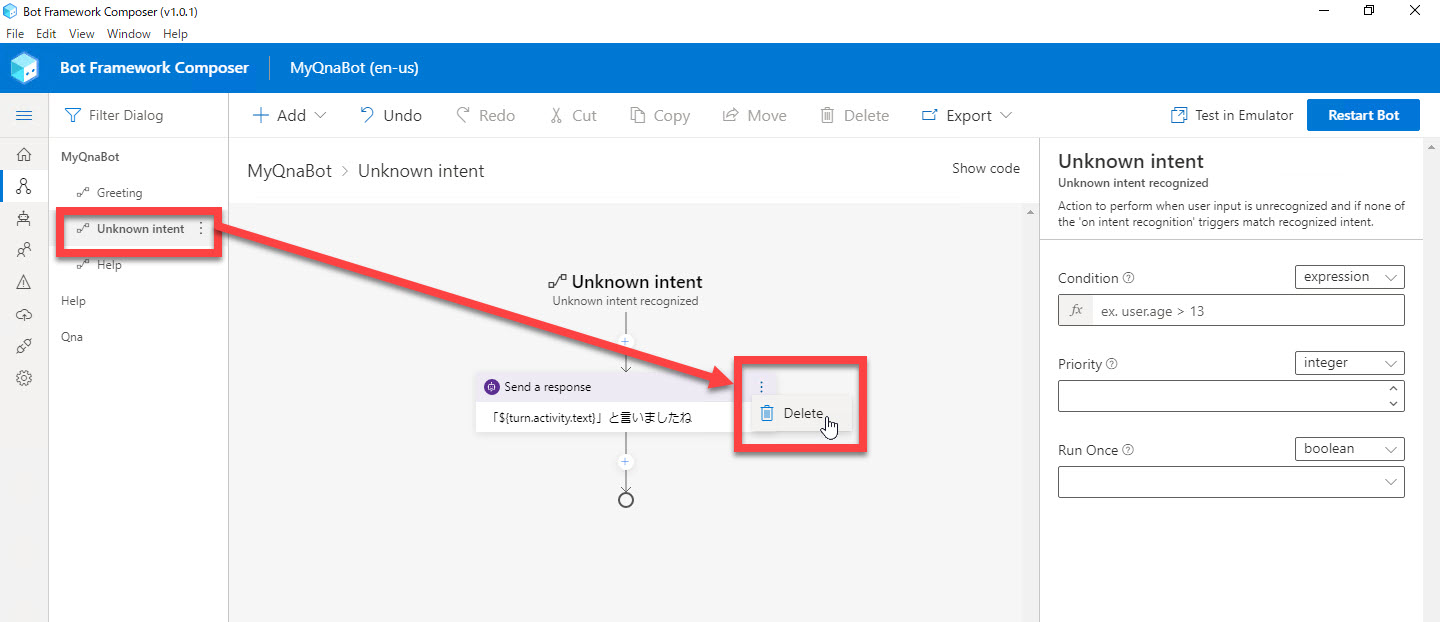 Bot Framework Composer (v1.0.1)
File Edit View Window Help
Bot Framework Composer MyQnaBot (en-us)
Filter Dialog
Add Undo Redo Cut Copy Move Delete Export Test in Emulator Restart Bot
MyQnaBot
Greeting
Unknown intent
Help
Help
Qna
MyQnaBot > Unknown intent
Show code
Unknown intent
Unknown intent recognized
Send a response
「${turn.activity.text}」と言いましたね
Delete
Unknown intent
Unknown intent recognized
Action to perform when user input is unrecognized and if none of
the 'on intent recognition' triggers match recognized intent.
Condition expression
fx ex. user.age > 13
Priority integer
Run Once boolean